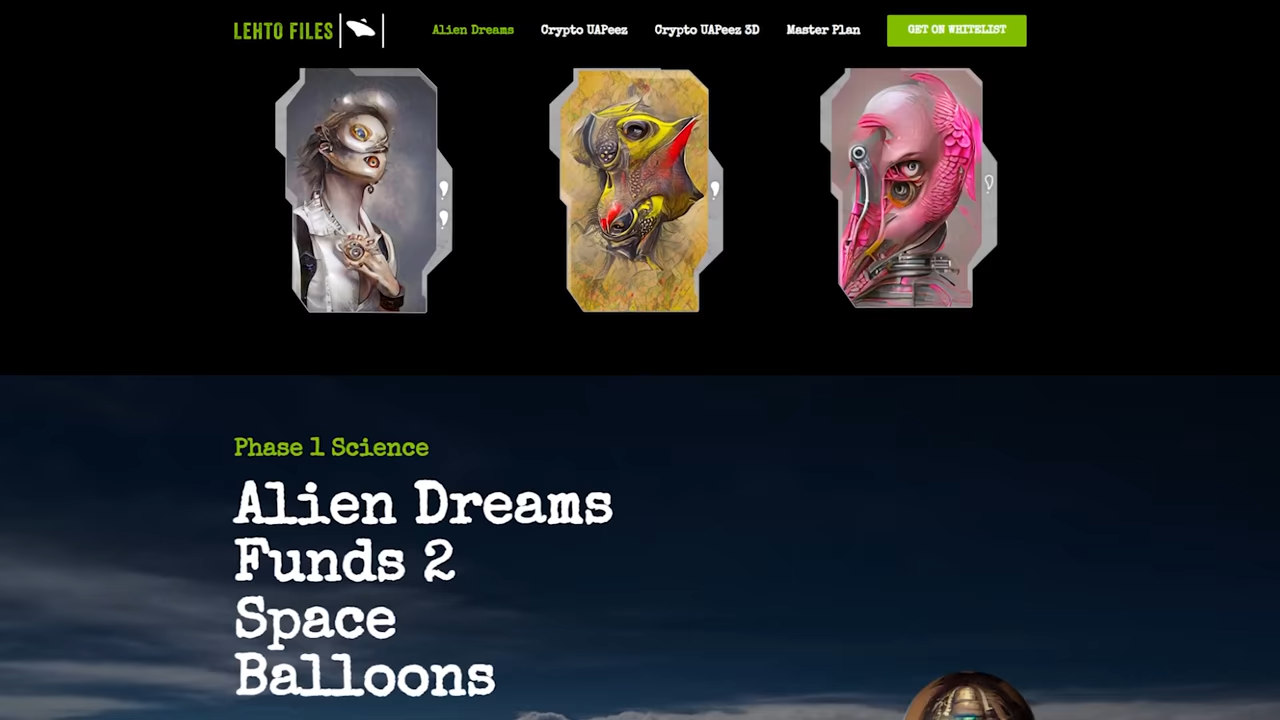 LEHTO FILES
Alien Dreams
Crypto UAPeez
Crypto UAPeez 3D
Master Plan
GET ON WHITELIST
Phase 1 Science
Alien Dreams
Funds 2
Space
Balloons